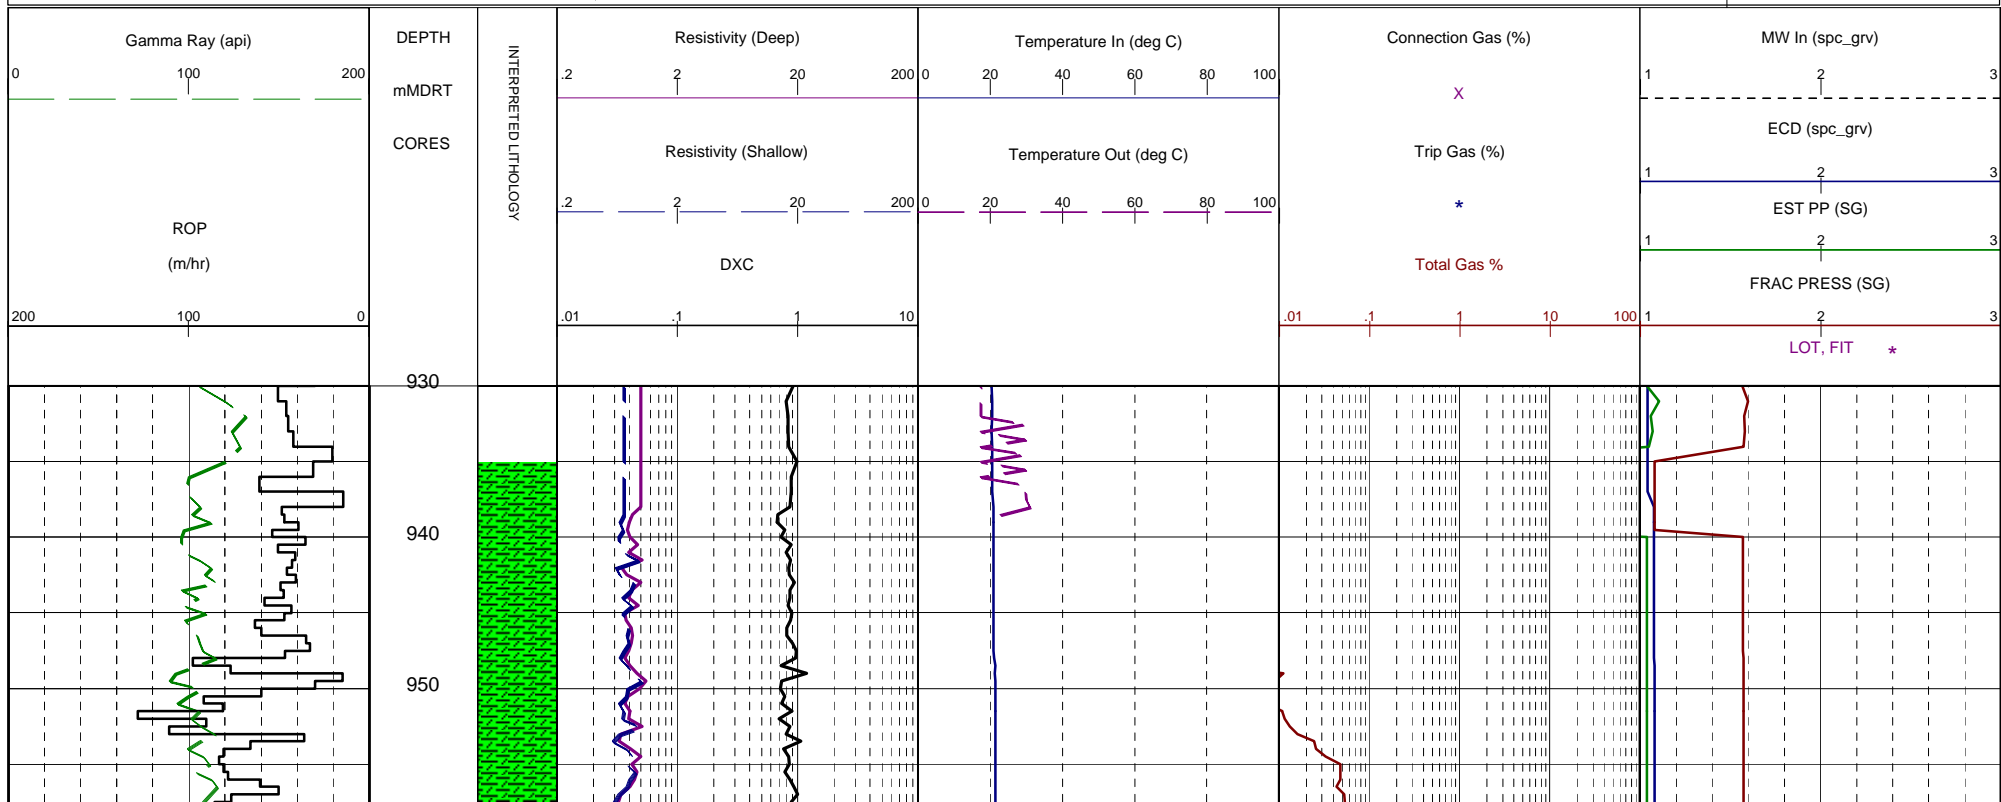 Gamma Ray (api)
0 100 200
ROP
(m/hr)
200 100 0
DEPTH
mMDRT
CORES
INTERPRETED LITHOLOGY
Resistivity (Deep)
.2 2 20 200
Resistivity (Shallow)
.2 2 20 200
DXC
.01 .1 1 10
Temperature In (deg C)
0 20 40 60 80 100
Temperature Out (deg C)
0 20 40 60 80 100
Connection Gas (%)
X
Trip Gas (%)
*
Total Gas %
.01 .1 1 10 100
MW In (spc_grv)
1 2 3
ECD (spc_grv)
1 2 3
EST PP (SG)
1 2 3
FRAC PRESS (SG)
1 2 3
LOT, FIT *
930
940
950